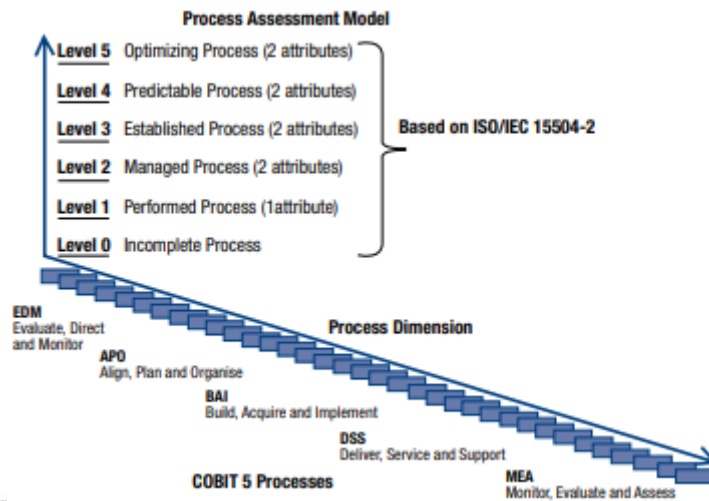 Process Assessment Model
Level 5 Optimizing Process (2 attributes)
Level 4 Predictable Process (2 attributes)
Level 3 Established Process (2 attributes)
Level 2 Managed Process (2 attributes)
Level 1 Performed Process (1attribute)
Level 0 Incomplete Process
Based on ISO/IEC 15504-2
EDM
Evaluate, Direct
and Monitor
Process Dimension
APO
Align, Plan and Organise
BAI
Build, Acquire and Implement
DSS
Deliver, Service and Support
MEA
Monitor, Evaluate and Assess
COBIT 5 Processes